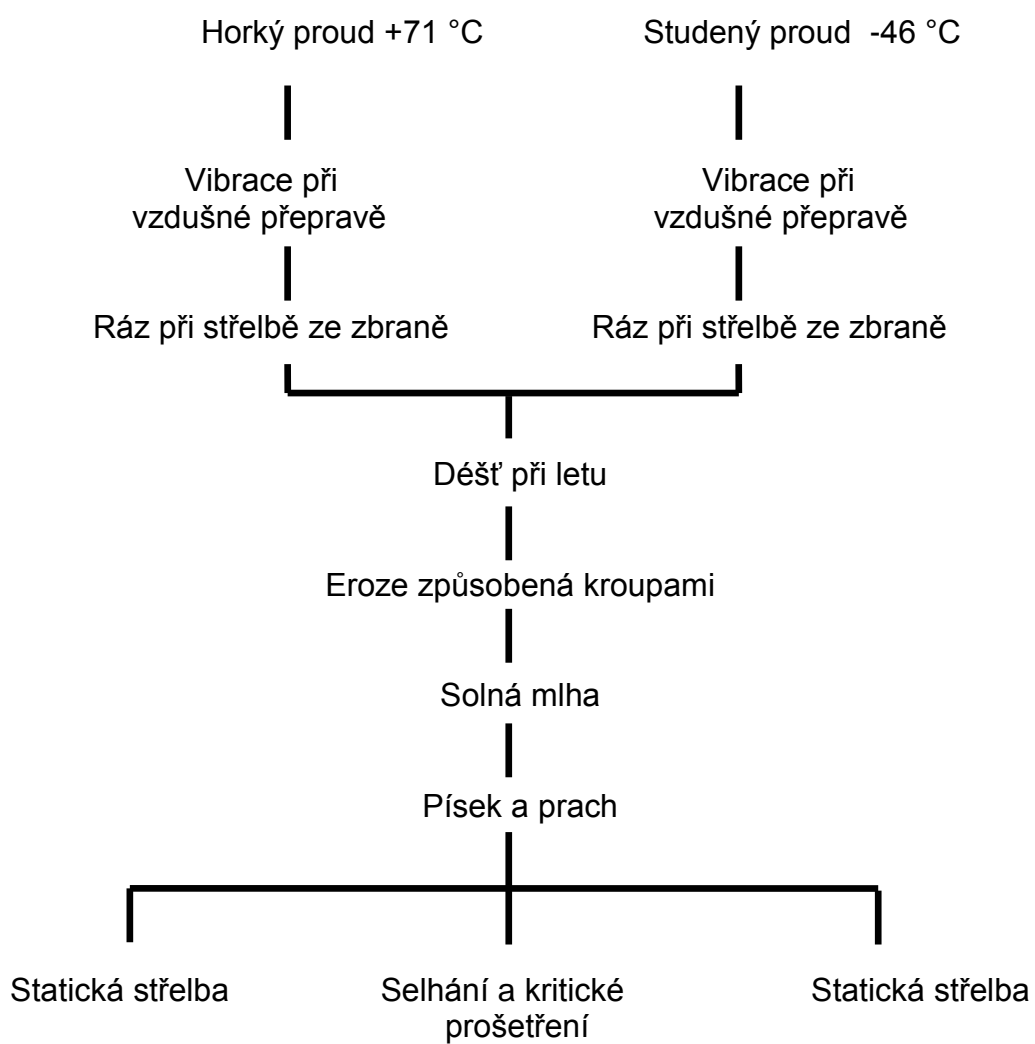 Horký proud +71 °C
Studený proud -46 °C
Vibrace při
vzdušné přepravě
Vibrace při
vzdušné přepravě
Ráz při střelbě ze zbraně
Ráz při střelbě ze zbraně
Déšť při letu
Eroze způsobená kroupami
Solná mlha
Písek a prach
Statická střelba
Selhání a kritické
prošetření
Statická střelba